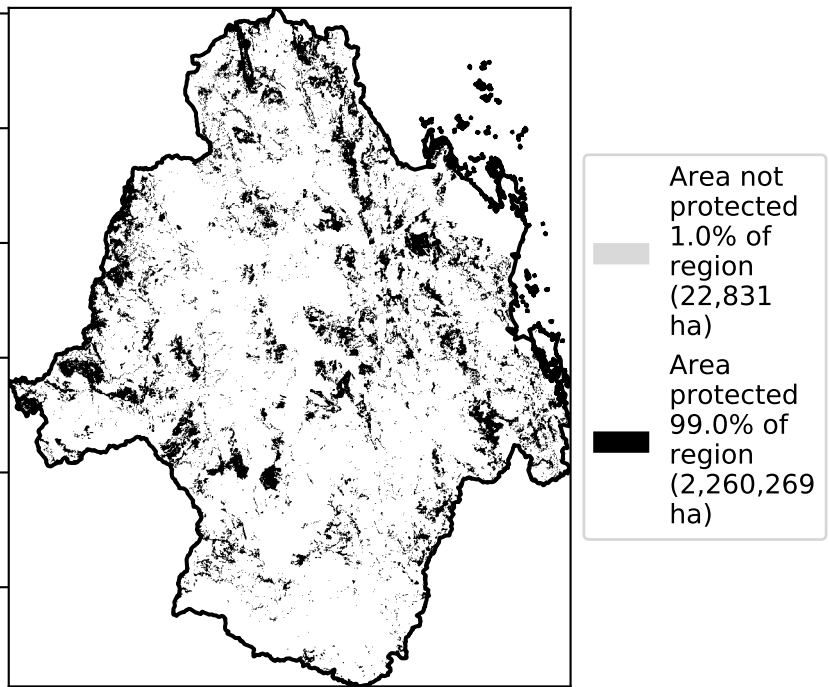 Area not
protected
1.0% of
region
(22,831
ha)
Area
protected
99.0% of
region
(2,260,269
ha)